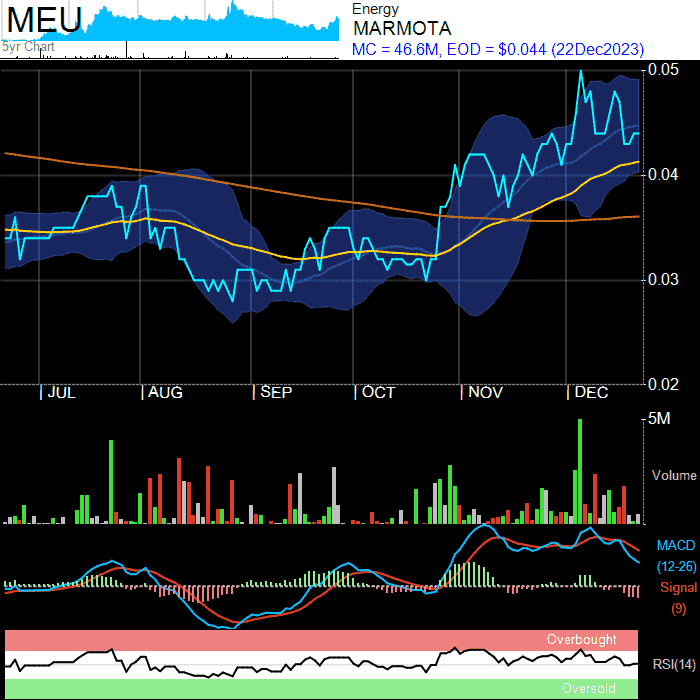 MEU
5yr Chart
Energy
MARMOTA
MC = 46.6M, EOD = $0.044 (22Dec2023)
0.05
0.04
0.03
0.02
JUL AUG SEP OCT NOV DEC
5M
Volume
MACD
(12-26)
Signal
(9)
Overbought
RSI(14)
Oversold